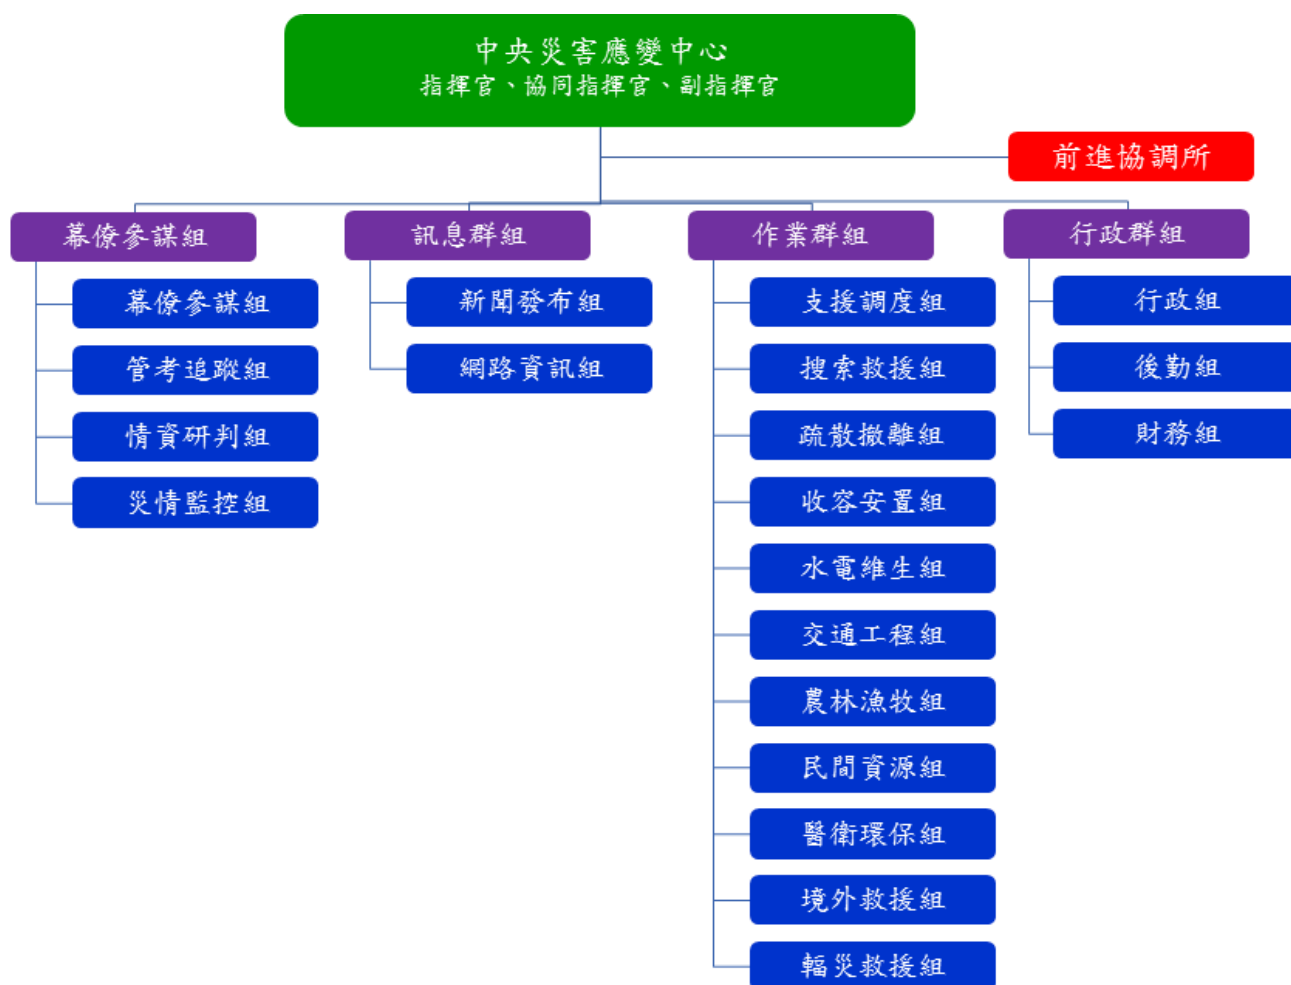 中央災害應變中心
指揮官、協同指揮官、副指揮官
前進協調所
幕僚參謀組
幕僚參謀組
管考追蹤組
情資研判組
災情監控組
訊息群組
新聞發布組
網路資訊組
作業群組
支援調度組
搜索救援組
疏散撤離組
收容安置組
水電維生組
交通工程組
農林漁牧組
民間資源組
醫衛環保組
境外救援組
輻災救援組
行政群組
行政組
後勤組
財務組